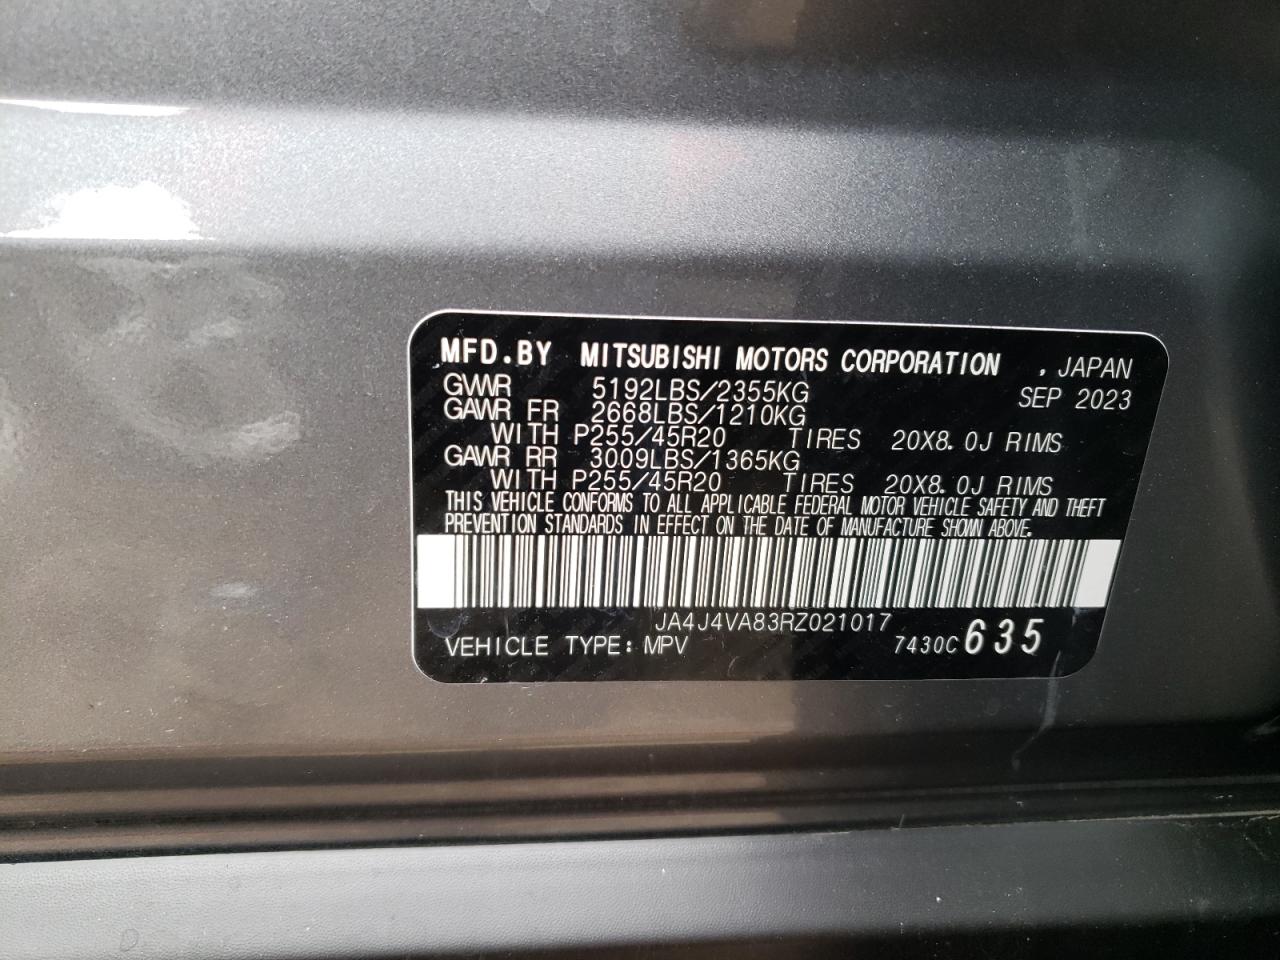 MFD.BY MITSUBISHI MOTORS CORPORATION , JAPAN
GVWR 5192LBS/2355KG SEP 2023
GAWR FR 2668LBS/1210KG
WITH P255/45R20 TIRES 20X8.0J RIMS
GAWR RR 3009LBS/1365KG
WITH P255/45R20 TIRES 20X8.0J RIMS
THIS VEHICLE CONFORMS TO ALL APPLICABLE FEDERAL MOTOR VEHICLE SAFETY AND THEFT
PREVENTION STANDARDS IN EFFECT ON THE DATE OF MANUFACTURE SHOWN ABOVE.
JA4J4VA83RZ021017
VEHICLE TYPE: MPV 7430C635